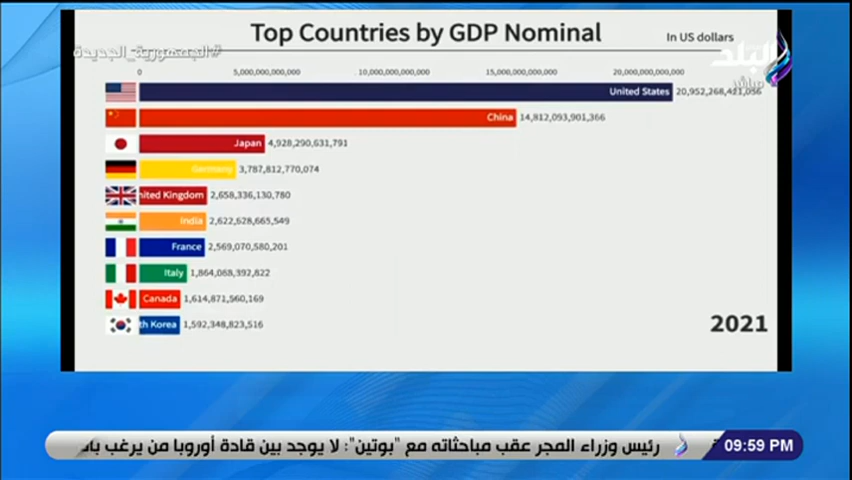 Top Countries by GDP Nominal
In US dollars
#الجمهورية_الجديدة
البلد
مباشر
0 5,000,000,000,000 10,000,000,000,000 15,000,000,000,000 20,000,000,000,000
United States 20,952,268,421,056
China 14,812,093,901,366
Japan 4,928,290,631,791
Germany 3,787,812,770,074
nited Kingdom 2,658,336,130,780
India 2,622,628,665,549
France 2,569,070,580,201
Italy 1,864,068,392,822
Canada 1,614,871,560,169
th Korea 1,592,348,823,516
2021
رئيس وزراء المجر عقب مباحثاته مع "بوتين": لا يوجد بين قادة أوروبا من يرغب بال
09:59 PM